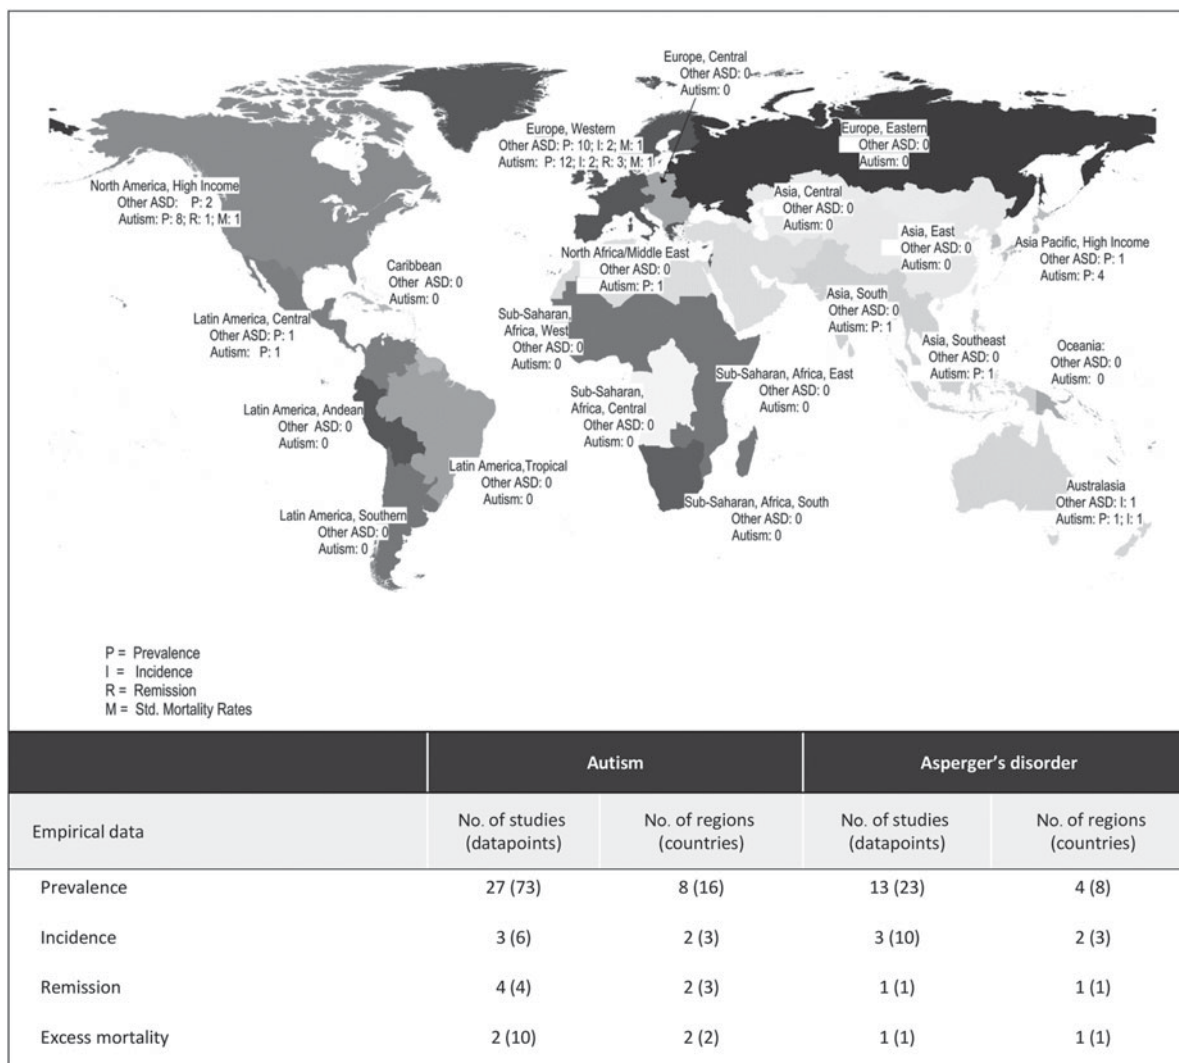 Europe, Central
Other ASD: 0
Autism: 0
Europe, Western
Other ASD: P: 10; I: 2; M: 1
Autism: P: 12; I: 2; R: 3; M: 1
Europe, Eastern
Other ASD: 0
Autism: 0
North America, High Income
Other ASD: P: 2
Autism: P: 8; R: 1; M: 1
Asia, Central
Other ASD: 0
Autism: 0
Asia, East
Other ASD: 0
Autism: 0
Asia Pacific, High Income
Other ASD: P: 1
Autism: P: 4
Caribbean
Other ASD: 0
Autism: 0
North Africa/Middle East
Other ASD: 0
Autism: P: 1
Asia, South
Other ASD: 0
Autism: P: 1
Latin America, Central
Other ASD: P: 1
Autism: P: 1
Sub-Saharan,
Africa, West
Other ASD: 0
Autism: 0
Asia, Southeast
Other ASD: 0
Autism: P: 1
Oceania:
Other ASD: 0
Autism: 0
Sub-Saharan, Africa, East
Other ASD: 0
Autism: 0
Sub-Saharan,
Africa, Central
Other ASD: 0
Autism: 0
Latin America, Andean
Other ASD: 0
Autism: 0
Latin America,Tropical
Other ASD: 0
Autism: 0
Sub-Saharan, Africa, South
Other ASD: 0
Autism: 0
Australasia
Other ASD: I: 1
Autism: P: 1; I: 1
Latin America, Southern
Other ASD: 0
Autism: 0
P = Prevalence
I = Incidence
R = Remission
M = Std. Mortality Rates
Autism Asperger's disorder
Empirical data No. of studies (datapoints) No. of regions (countries) No. of studies (datapoints) No. of regions (countries)
Prevalence 27 (73) 8 (16) 13 (23) 4 (8)
Incidence 3 (6) 2 (3) 3 (10) 2 (3)
Remission 4 (4) 2 (3) 1 (1) 1 (1)
Excess mortality 2 (10) 2 (2) 1 (1) 1 (1)